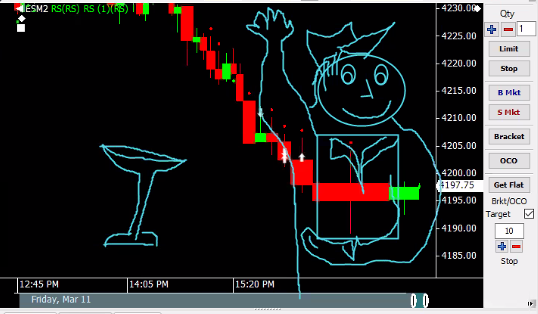 ESM2 RS(RS) RS (1)(RS)
4230.00
4225.00
4220.00
4215.00
4210.00
4205.00
4200.00
4197.75
4195.00
4190.00
4185.00
12:45 PM 14:05 PM 15:20 PM
Friday, Mar 11
Qty
1
Limit
Stop
B Mkt
S Mkt
Bracket
OCO
Get Flat
Brkt/OCO
Target
10
Stop